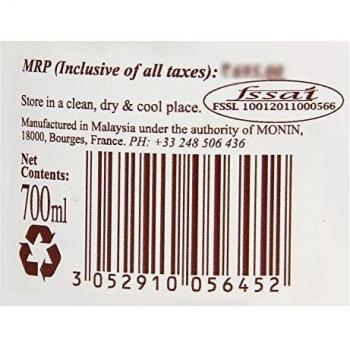 MRP (Inclusive of all taxes):
fssai
FSSL 10012011000566
Store in a clean, dry & cool place.
Manufactured in Malaysia under the authority of MONIN,
18000, Bourges, France. PH: +33 248 506 436
Net
Contents:
700ml
3 052910 056452